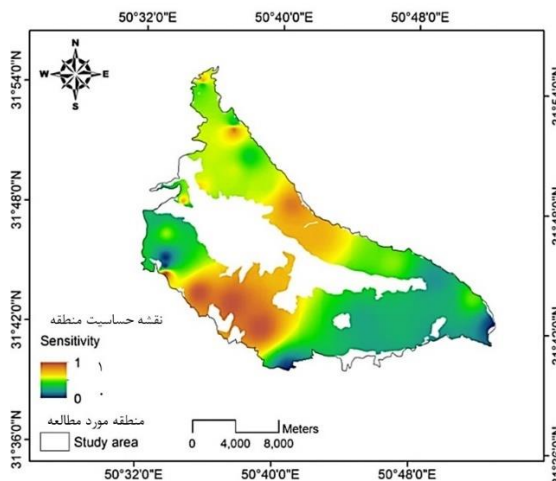 50°32'0"E 50°40'0"E 50°48'0"E
N
W E
S
31°54'0"N
31°48'0"N
31°42'0"N
31°36'0"N
نقشه حساسیت منطقه
Sensitivity
1 ۱
0 ۰
منطقه مورد مطالعه
Study area
Meters
0 4,000 8,000
50°32'0"E 50°40'0"E 50°48'0"E